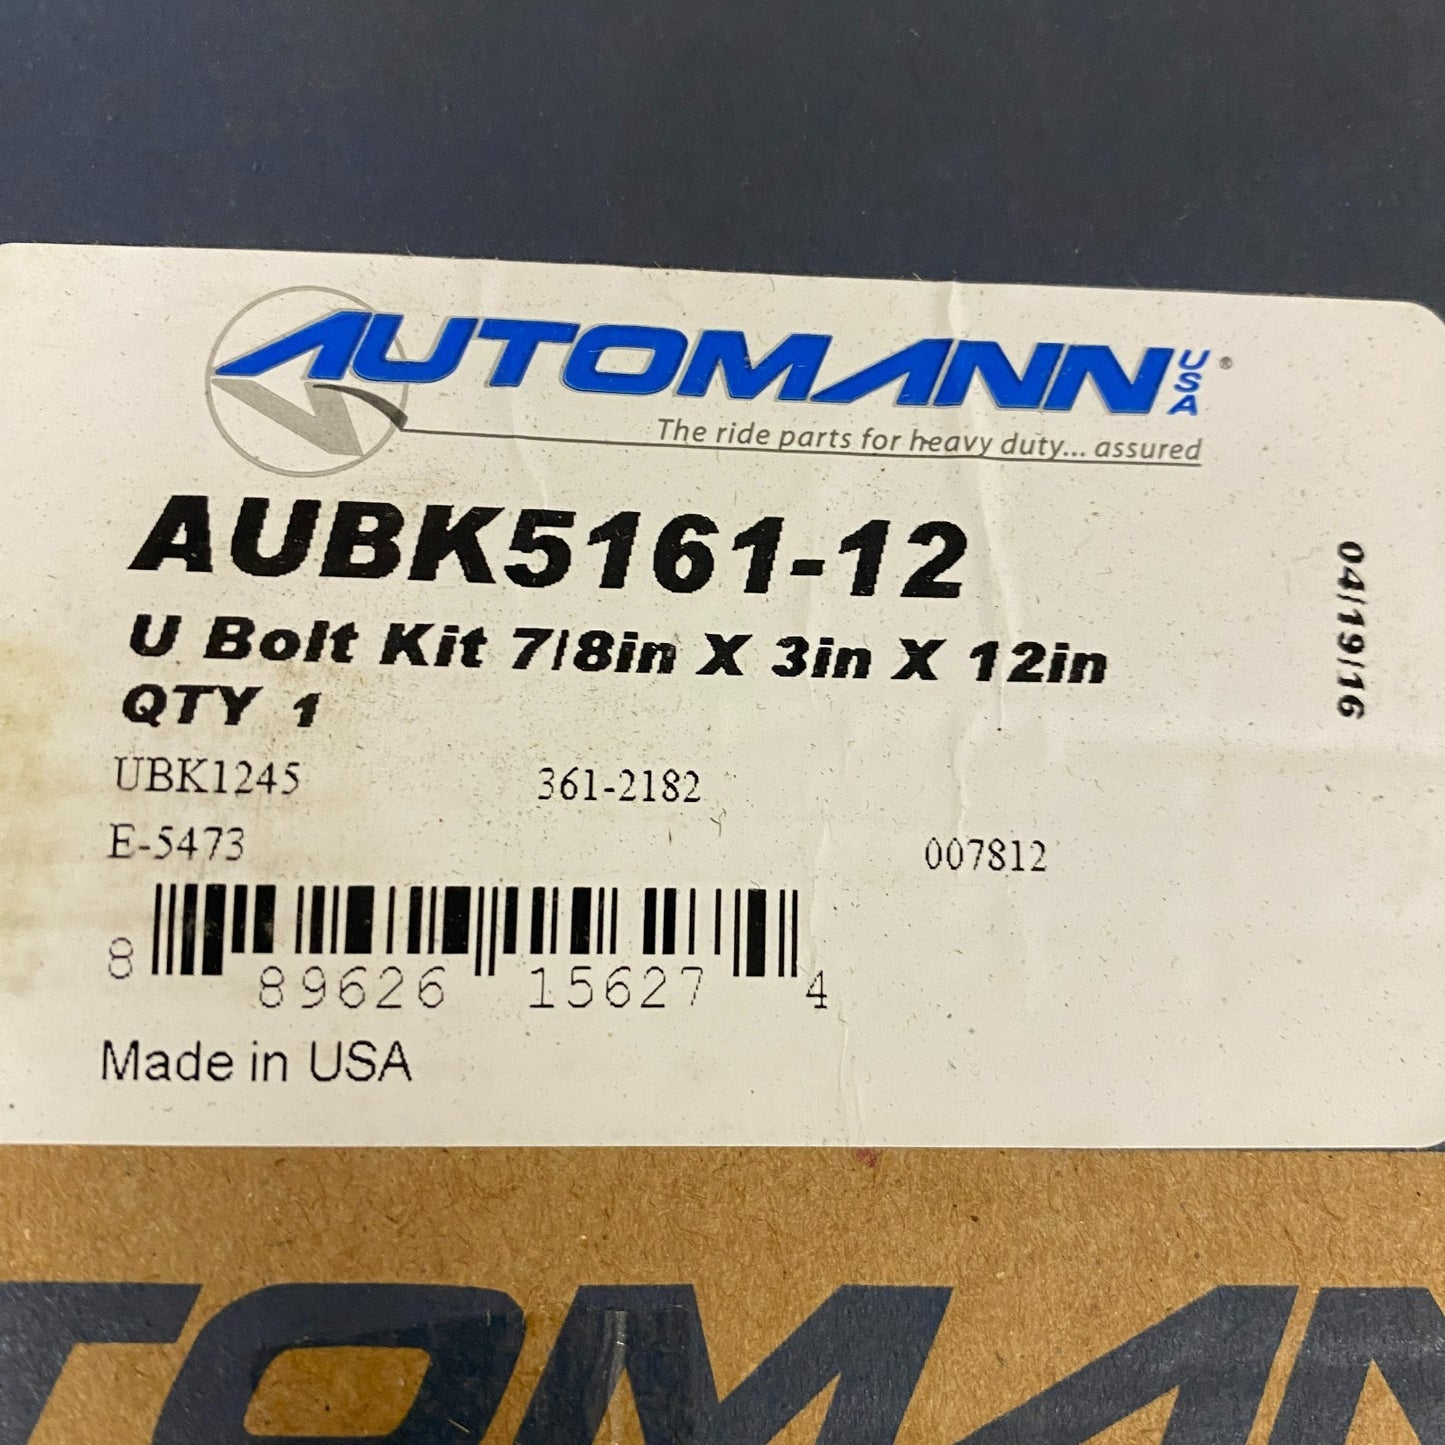 AUTOMANN USA ®
The ride parts for heavy duty... assured
AUBK5161-12
U Bolt Kit 7/8in X 3in X 12in
QTY 1
04/19/16
UBK1245 361-2182
E-5473 007812
8 89626 15627 4
Made in USA
TOMAN